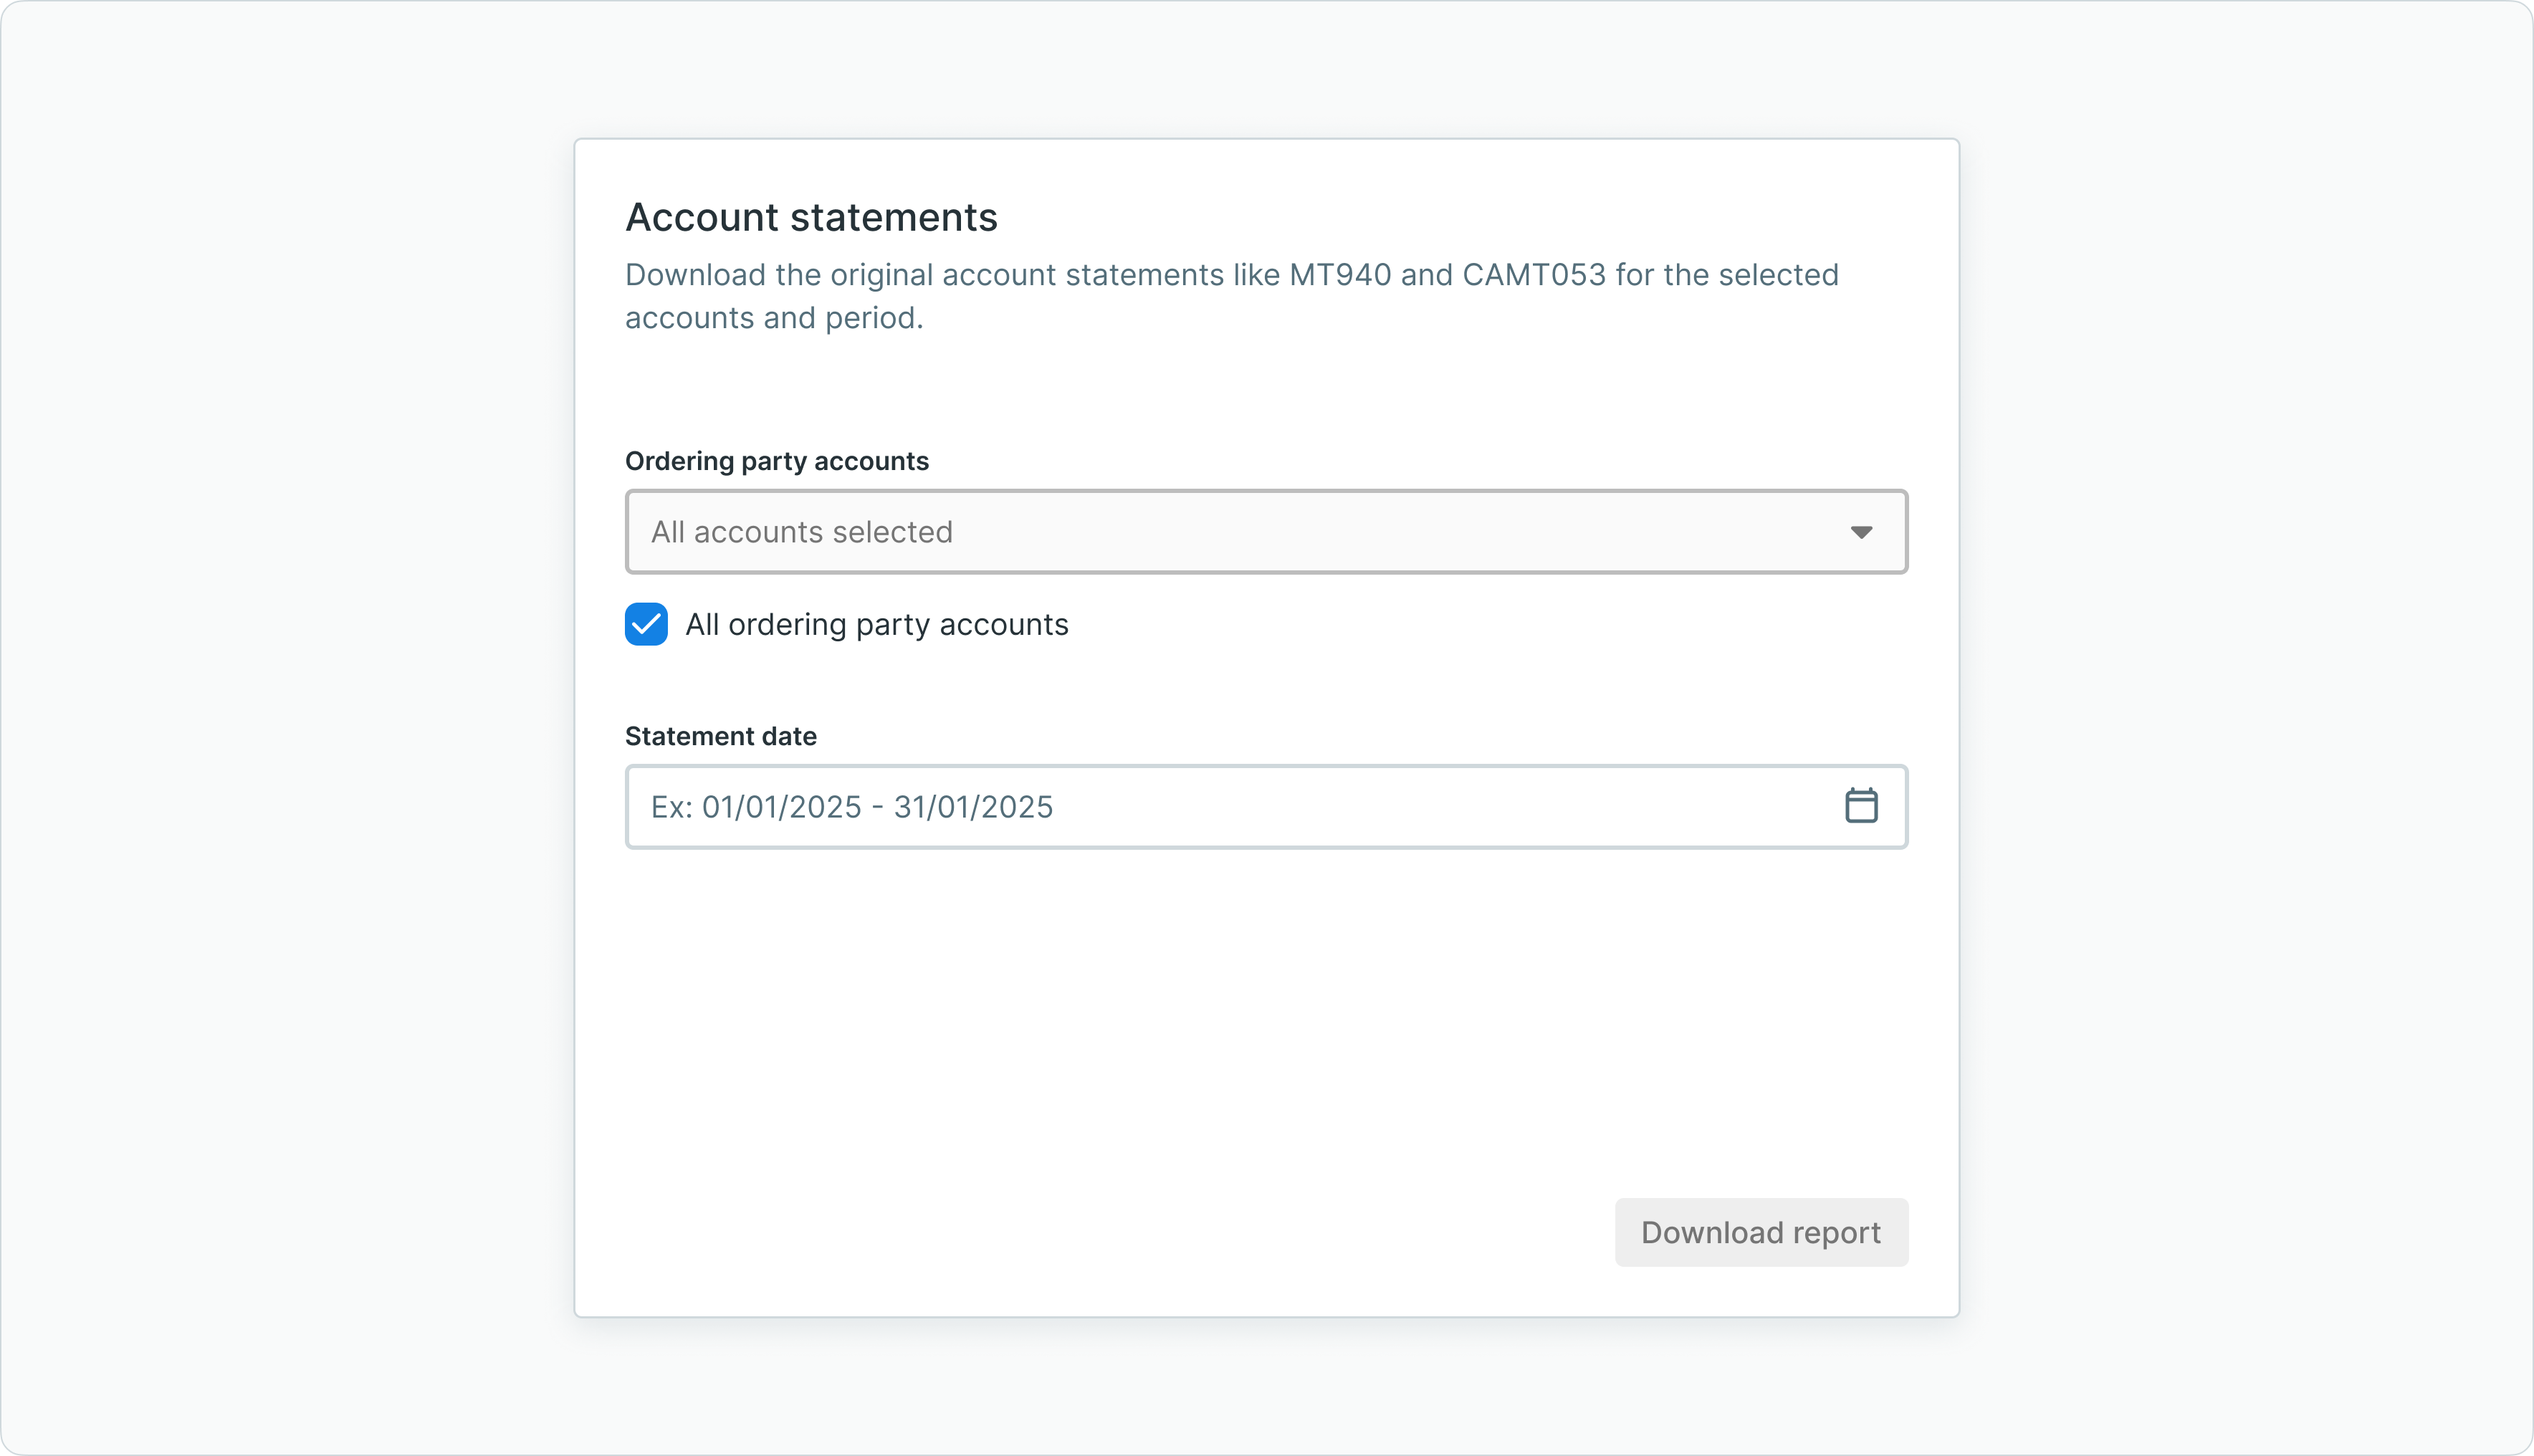 Account statements
Download the original account statements like MT940 and CAMT053 for the selected
accounts and period.
Ordering party accounts
All accounts selected
All ordering party accounts
Statement date
Ex: 01/01/2025 - 31/01/2025
Download report